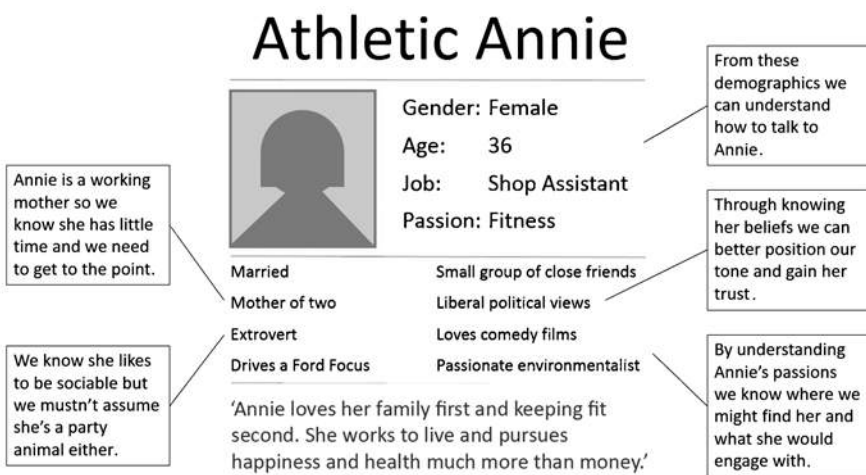 Athletic Annie
Gender: Female
Age: 36
Job: Shop Assistant
Passion: Fitness
Married
Mother of two
Extrovert
Drives a Ford Focus
Small group of close friends
Liberal political views
Loves comedy films
Passionate environmentalist
'Annie loves her family first and keeping fit
second. She works to live and pursues
happiness and health much more than money.'
Annie is a working
mother so we
know she has little
time and we need
to get to the point.
We know she likes
to be sociable but
we mustn't assume
she's a party
animal either.
From these
demographics we
can understand
how to talk to
Annie.
Through knowing
her beliefs we can
better position our
tone and gain her
trust.
By understanding
Annie's passions
we know where we
might find her and
what she would
engage with.